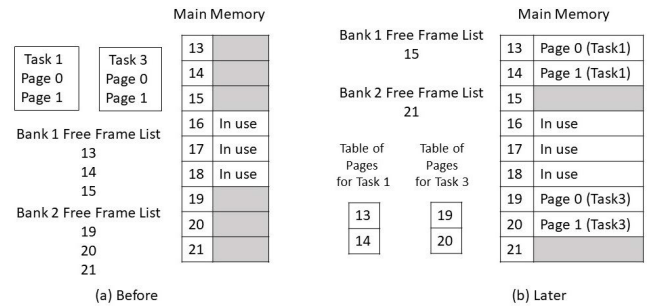 Main Memory
Task 1
Page 0
Page 1
Task 3
Page 0
Page 1
Bank 1 Free Frame List
13
14
15
Bank 2 Free Frame List
19
20
21
13
14
15
16 In use
17 In use
18 In use
19
20
21
(a) Before
Main Memory
Bank 1 Free Frame List
15
Bank 2 Free Frame List
21
Table of
Pages
for Task 1
13
14
Table of
Pages
for Task 3
19
20
13 Page 0 (Task1)
14 Page 1 (Task1)
15
16 In use
17 In use
18 In use
19 Page 0 (Task3)
20 Page 1 (Task3)
21
(b) Later